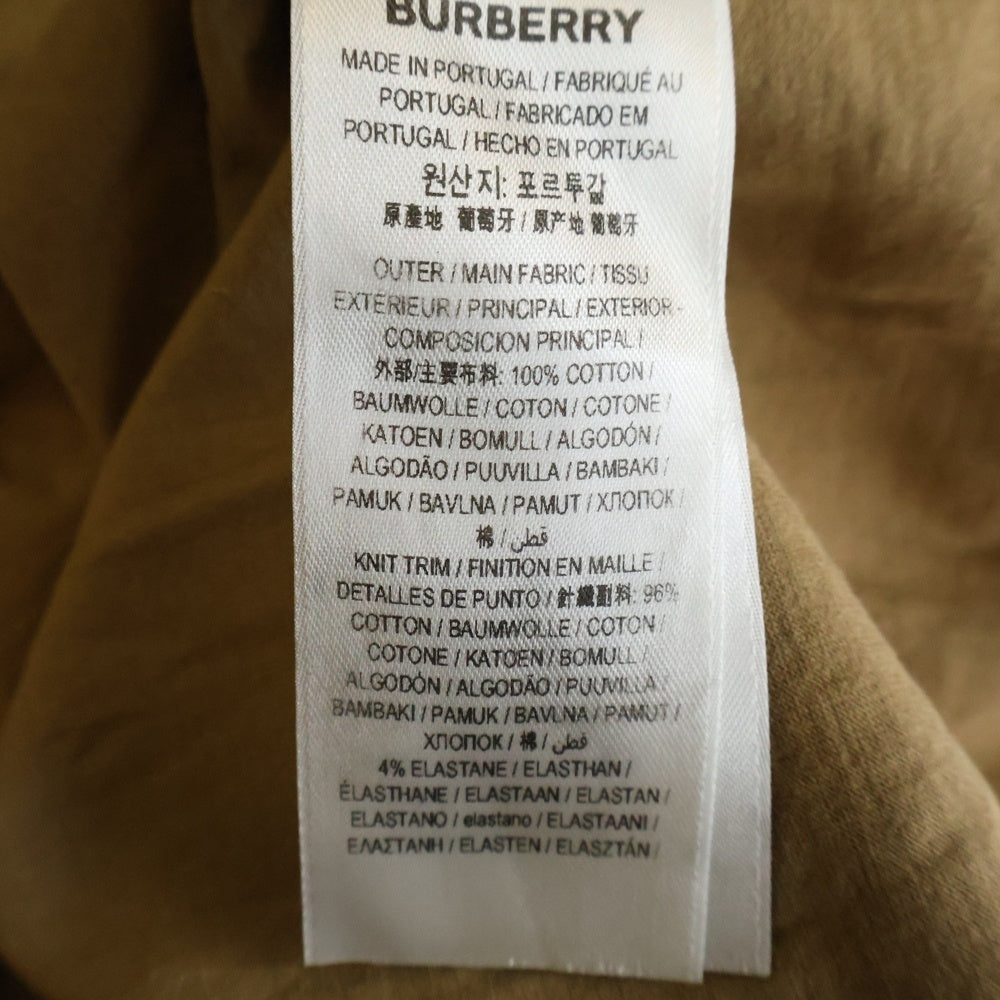 BURBERRY
MADE IN PORTUGAL / FABRIQUÉ AU
PORTUGAL / FABRICADO EM
PORTUGAL / HECHO EN PORTUGAL
원산지: 포르투갈
原產地 葡萄牙 / 原产地 葡萄牙
OUTER / MAIN FABRIC / TISSU
EXTERIEUR / PRINCIPAL / EXTERIOR -
COMPOSICION PRINCIPAL /
外部/主要布料: 100% COTTON /
BAUMWOLLE / COTON / COTONE /
KATOEN / BOMULL / ALGODÓN /
ALGODÃO / PUUVILLA / BAMBAKI /
PAMUK / BAVLNA / PAMUT / ХЛОПОК /
棉 / قطن
KNIT TRIM / FINITION EN MAILLE /
DETALLES DE PUNTO / 針織副料: 96%
COTTON / BAUMWOLLE / COTON /
COTONE / KATOEN / BOMULL /
ALGODÓN / ALGODÃO / PUUVILLA /
BAMBAKI / PAMUK / BAVLNA / PAMUT /
ХЛОПОК / 棉 / قطن
4% ELASTANE / ELASTHAN /
ÉLASTHANE / ELASTAAN / ELASTAN /
ELASTANO / elastano / ELASTAANI /
ΕΛΑΣΤΑΝΗ / ELASTEN / ELASZTÁN /